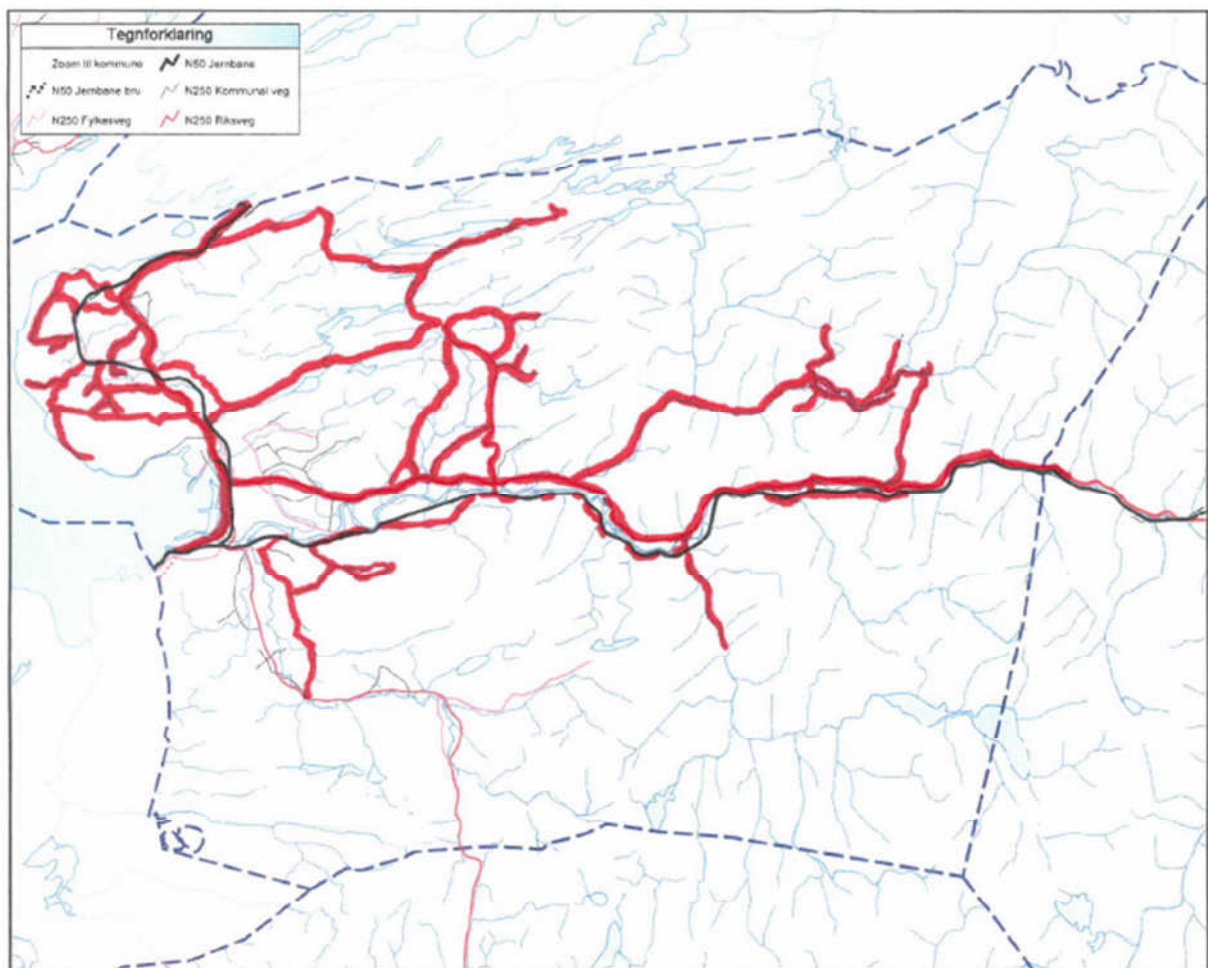 Tegnforklaring
Zoom til kommune N50 Jernbane
N50 Jernbane bru N250 Kommunal veg
N250 Fylkesveg N250 Riksveg